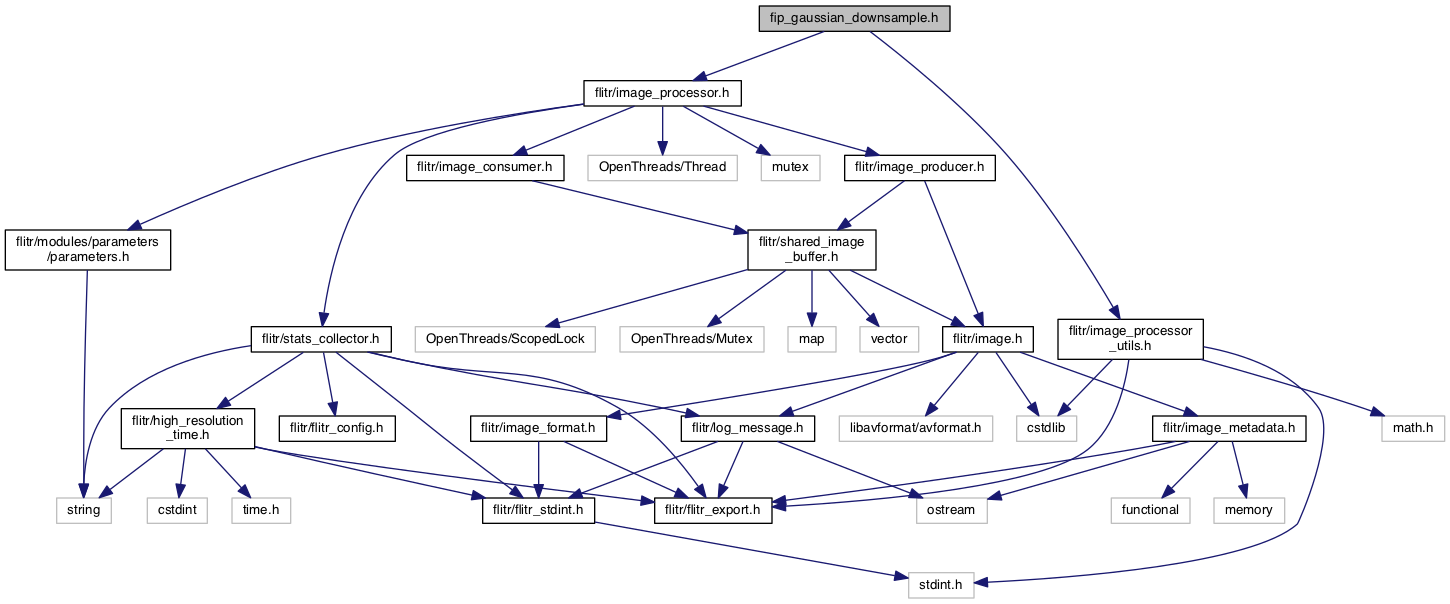 fip_gaussian_downsample.h
flitr/image_processor.h
flitr/image_consumer.h
OpenThreads/Thread
mutex
flitr/image_producer.h
flitr/modules/parameters
/parameters.h
flitr/shared_image
_buffer.h
flitr/stats_collector.h
OpenThreads/ScopedLock
OpenThreads/Mutex
map
vector
flitr/image.h
flitr/image_processor
_utils.h
flitr/high_resolution
_time.h
flitr/flitr_config.h
flitr/image_format.h
flitr/log_message.h
libavformat/avformat.h
cstdlib
flitr/image_metadata.h
math.h
string
cstdint
time.h
flitr/flitr_stdint.h
flitr/flitr_export.h
ostream
functional
memory
stdint.h